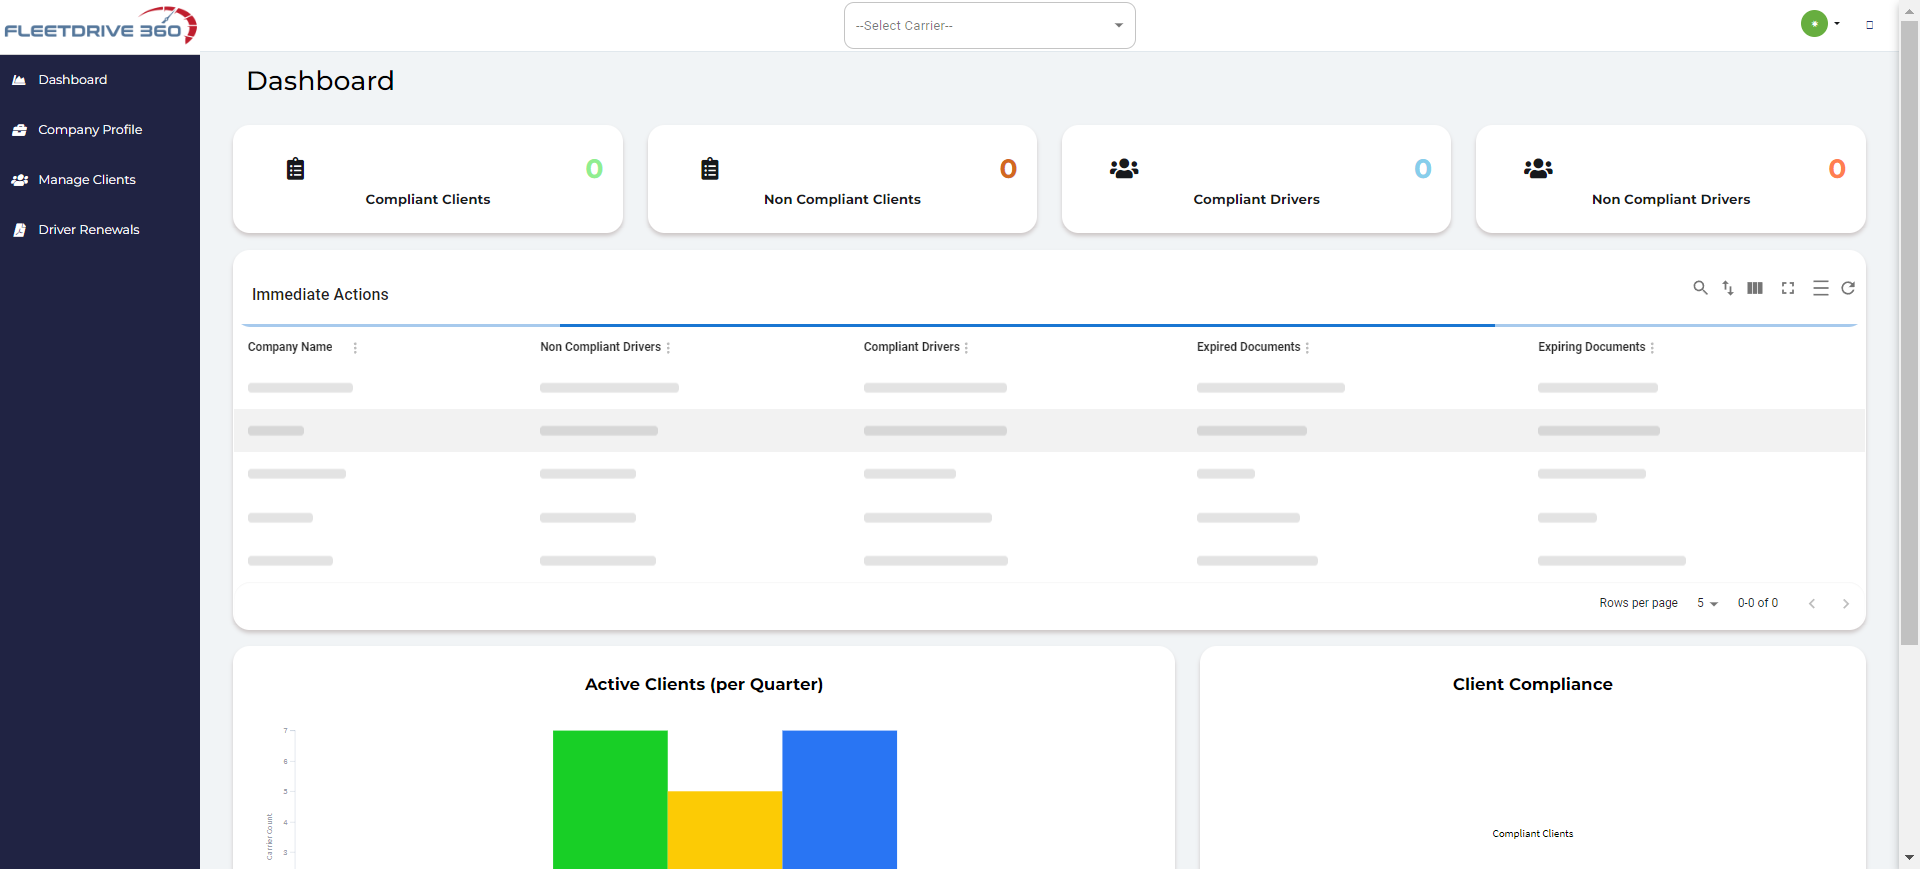 FLEETDRIVE 360
--Select Carrier--
Dashboard
Company Profile
Manage Clients
Driver Renewals
Dashboard
0
Compliant Clients
0
Non Compliant Clients
0
Compliant Drivers
0
Non Compliant Drivers
Immediate Actions
Company Name Non Compliant Drivers Compliant Drivers Expired Documents Expiring Documents
Rows per page 5 0-0 of 0
Active Clients (per Quarter)
7
6
5
4
3
Carrier Count
Client Compliance
Compliant Clients